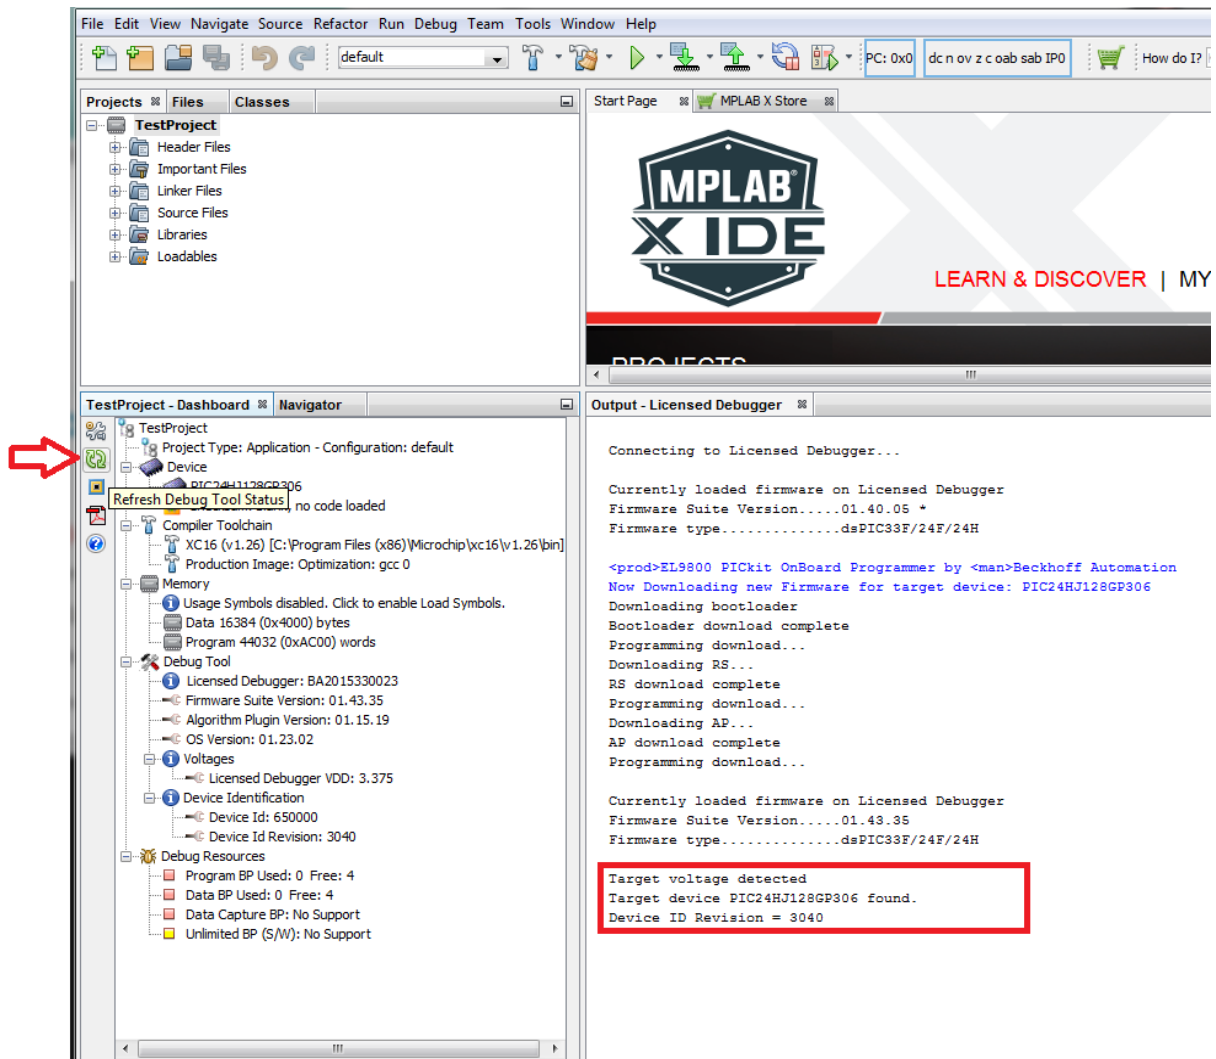 File Edit View Navigate Source Refactor Run Debug Team Tools Window Help
default
PC: 0x0
dc n ov z c oab sab IP0
How do I?
Projects
Files
Classes
TestProject
Header Files
Important Files
Linker Files
Source Files
Libraries
Loadables
Start Page
MPLAB X Store
MPLAB®
X IDE
LEARN & DISCOVER | MY
PROJECTS
TestProject - Dashboard
Navigator
TestProject
Project Type: Application - Configuration: default
Device
PIC24HJ128GP306
Refresh Debug Tool Status
, no code loaded
Compiler Toolchain
XC16 (v1.26) [C:\Program Files (x86)\Microchip\xc16\v1.26\bin]
Production Image: Optimization: gcc 0
Memory
Usage Symbols disabled. Click to enable Load Symbols.
Data 16384 (0x4000) bytes
Program 44032 (0xAC00) words
Debug Tool
Licensed Debugger: BA2015330023
Firmware Suite Version: 01.43.35
Algorithm Plugin Version: 01.15.19
OS Version: 01.23.02
Voltages
Licensed Debugger VDD: 3.375
Device Identification
Device Id: 650000
Device Id Revision: 3040
Debug Resources
Program BP Used: 0 Free: 4
Data BP Used: 0 Free: 4
Data Capture BP: No Support
Unlimited BP (S/W): No Support
Output - Licensed Debugger
Connecting to Licensed Debugger...
Currently loaded firmware on Licensed Debugger
Firmware Suite Version.....01.40.05 *
Firmware type..............dsPIC33F/24F/24H
<prod>EL9800 PICkit OnBoard Programmer by <man>Beckhoff Automation
Now Downloading new Firmware for target device: PIC24HJ128GP306
Downloading bootloader
Bootloader download complete
Programming download...
Downloading RS...
RS download complete
Programming download...
Downloading AP...
AP download complete
Programming download...
Currently loaded firmware on Licensed Debugger
Firmware Suite Version.....01.43.35
Firmware type..............dsPIC33F/24F/24H
Target voltage detected
Target device PIC24HJ128GP306 found.
Device ID Revision = 3040